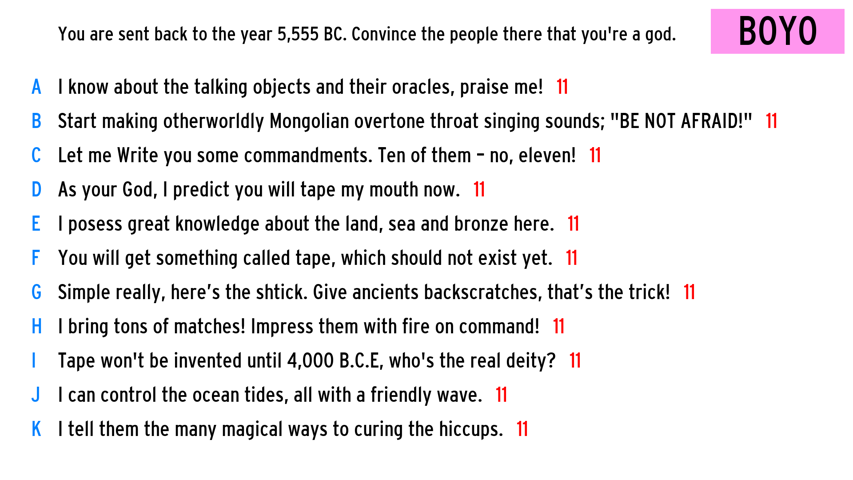 You are sent back to the year 5,555 BC. Convince the people there that you're a god.
BOYO
A I know about the talking objects and their oracles, praise me! 11
B Start making otherworldly Mongolian overtone throat singing sounds; "BE NOT AFRAID!" 11
C Let me Write you some commandments. Ten of them – no, eleven! 11
D As your God, I predict you will tape my mouth now. 11
E I posess great knowledge about the land, sea and bronze here. 11
F You will get something called tape, which should not exist yet. 11
G Simple really, here’s the shtick. Give ancients backscratches, that’s the trick! 11
H I bring tons of matches! Impress them with fire on command! 11
I Tape won't be invented until 4,000 B.C.E, who's the real deity? 11
J I can control the ocean tides, all with a friendly wave. 11
K I tell them the many magical ways to curing the hiccups. 11